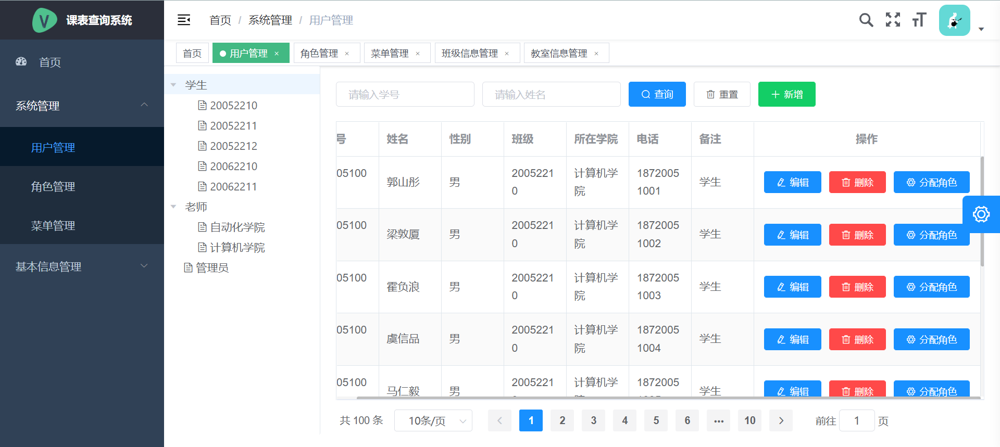 V 课表查询系统
首页 / 系统管理 / 用户管理
首页
用户管理 ×
角色管理 ×
菜单管理 ×
班级信息管理 ×
教室信息管理 ×
首页
系统管理
用户管理
角色管理
菜单管理
基本信息管理
学生
20052210
20052211
20052212
20062210
20062211
老师
自动化学院
计算机学院
管理员
请输入学号
请输入姓名
查询
重置
新增
号 姓名 性别 班级 所在学院 电话 备注 操作
05100 郭山彤 男 2005221 计算机学 1872005 学生 编辑 删除 分配角色
0 院 1001
05100 梁敦厦 男 2005221 计算机学 1872005 学生 编辑 删除 分配角色
0 院 1002
05100 霍负浪 男 2005221 计算机学 1872005 学生 编辑 删除 分配角色
0 院 1003
05100 虞信品 男 2005221 计算机学 1872005 学生 编辑 删除 分配角色
0 院 1004
05100 马仁毅 男 2005221 计算机学 1872005 学生 编辑 删除 分配角色
共 100 条 10条/页 1 2 3 4 5 6 ••• 10 前往 1 页